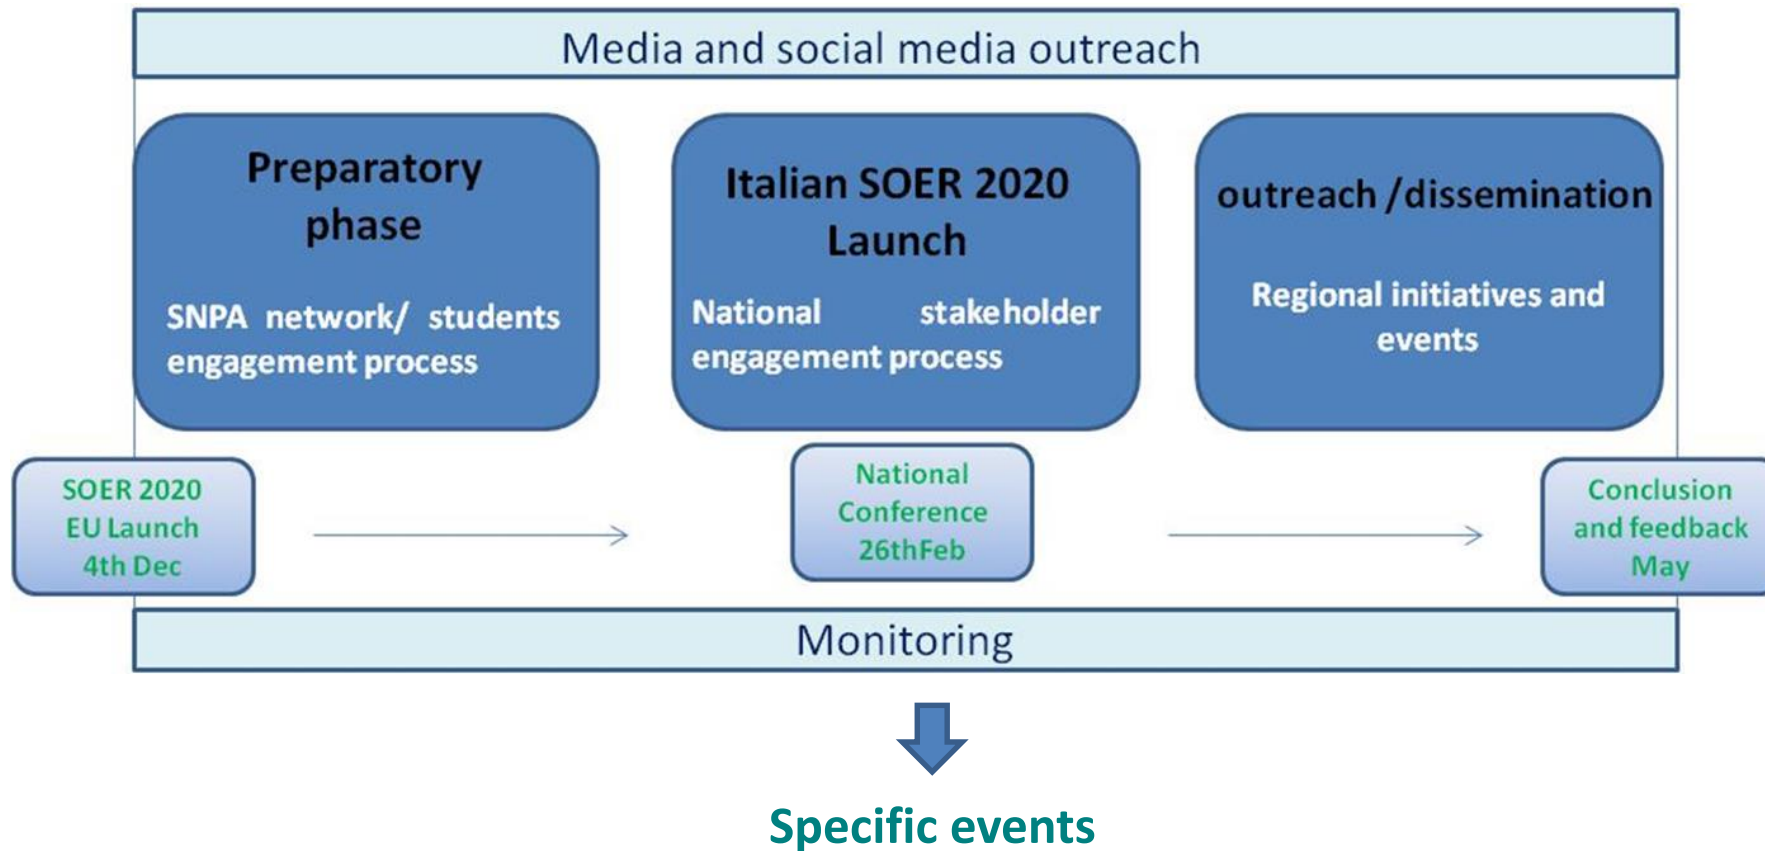 Media and social media outreach
Preparatory
phase
SNPA network/ students
engagement process
Italian SOER 2020
Launch
National stakeholder
engagement process
outreach /dissemination
Regional initiatives and
events
SOER 2020
EU Launch
4th Dec
National
Conference
26thFeb
Conclusion
and feedback
May
Monitoring
Specific events